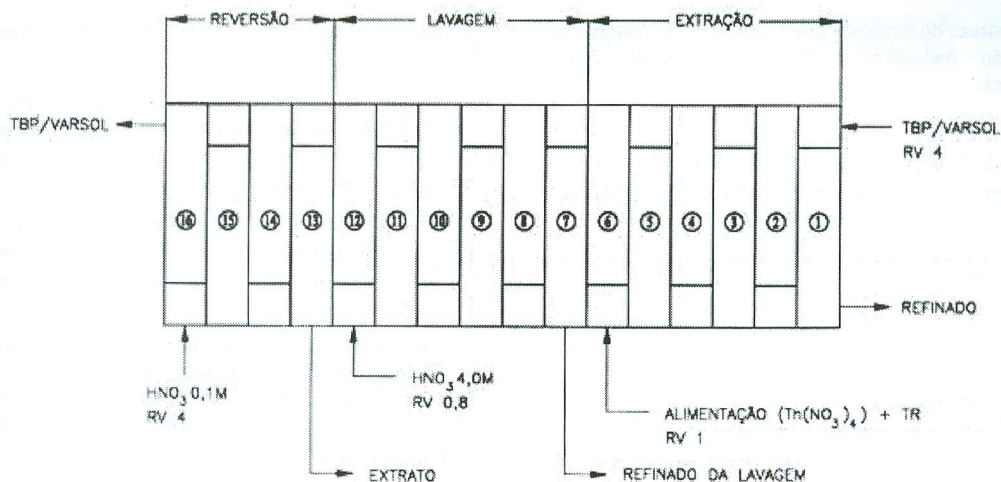 REVERSÃO LAVAGEM EXTRAÇÃO
TBP/VARSOL
TBP/VARSOL
RV 4
16 15 14 13 12 11 10 9 8 7 6 5 4 3 2 1
REFINADO
HNO3 0,1M
RV 4
HNO3 4,0M
RV 0,8
ALIMENTAÇÃO (Th(NO3)4) + TR
RV 1
EXTRATO
REFINADO DA LAVAGEM